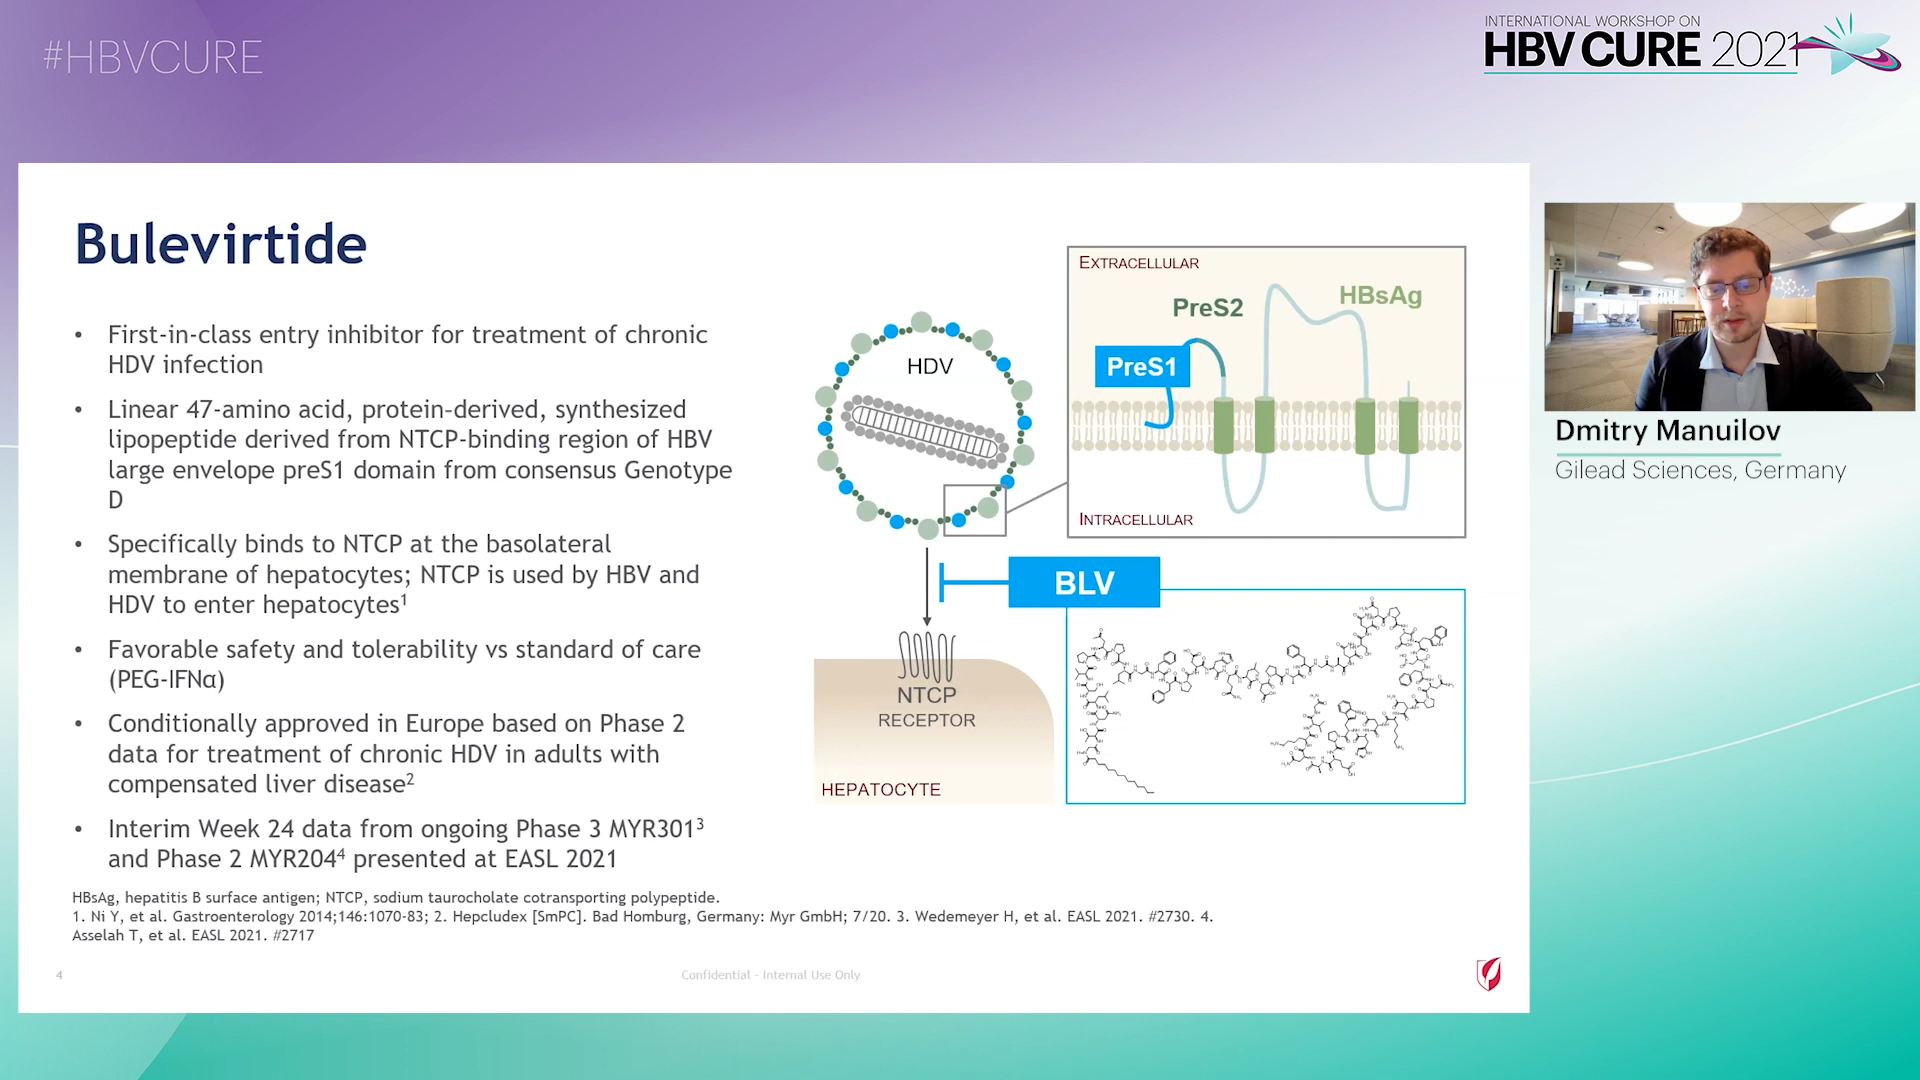 #HBVCURE
INTERNATIONAL WORKSHOP ON
HBV CURE 2021
Bulevirtide
• First-in-class entry inhibitor for treatment of chronic
HDV infection
• Linear 47-amino acid, protein-derived, synthesized
lipopeptide derived from NTCP-binding region of HBV
large envelope preS1 domain from consensus Genotype
D
• Specifically binds to NTCP at the basolateral
membrane of hepatocytes; NTCP is used by HBV and
HDV to enter hepatocytes¹
• Favorable safety and tolerability vs standard of care
(PEG-IFNα)
• Conditionally approved in Europe based on Phase 2
data for treatment of chronic HDV in adults with
compensated liver disease²
• Interim Week 24 data from ongoing Phase 3 MYR301³
and Phase 2 MYR204⁴ presented at EASL 2021
HDV
EXTRACELLULAR
PreS2
HBsAg
PreS1
INTRACELLULAR
BLV
NTCP
RECEPTOR
HEPATOCYTE
HBsAg, hepatitis B surface antigen; NTCP, sodium taurocholate cotransporting polypeptide.
1. Ni Y, et al. Gastroenterology 2014;146:1070-83; 2. Hepcludex [SmPC]. Bad Homburg, Germany: Myr GmbH; 7/20. 3. Wedemeyer H, et al. EASL 2021. #2730. 4.
Asselah T, et al. EASL 2021. #2717
4
Confidential - Internal Use Only
Dmitry Manuilov
Gilead Sciences, Germany